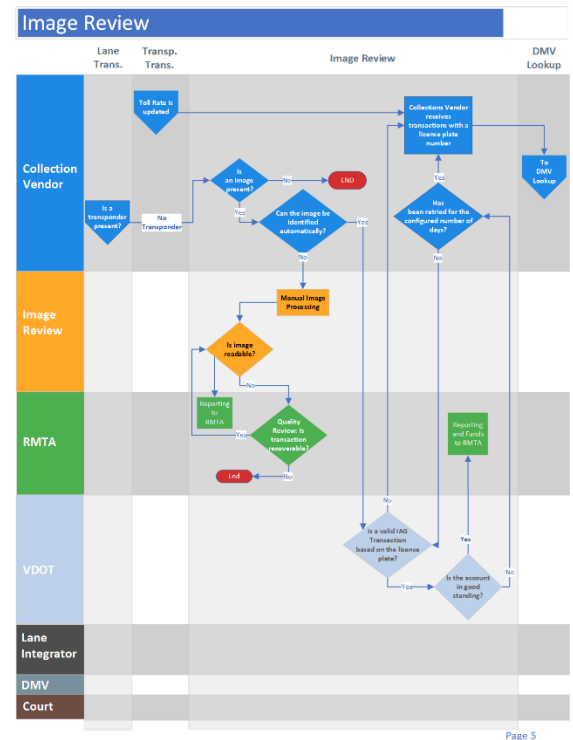 Image Review
Lane
Trans.
Transp.
Trans.
Image Review
DMV
Lookup
Collection
Vendor
Toll Rate is
updated
Collections Vendor
receives
transactions with a
license plate
number
To
DMV
Lookup
Is
an image
present?
No
END
Yes
Yes
Is a
transponder
present?
No
Transponder
Can the image be
identified
automatically?
Yes
Has
been retried for the
configured number of
days?
No
No
Image
Review
Manual Image
Processing
Is image
readable?
No
RMTA
Reporting
to
RMTA
Quality
Review: Is
transaction
recoverable?
Yes
No
End
Reporting
and Funds
to RMTA
VDOT
No
Is a valid IAG
Transaction
based on the license
plate?
Yes
Yes
Is the account
in good
standing?
No
Lane
Integrator
DMV
Court
Page 5